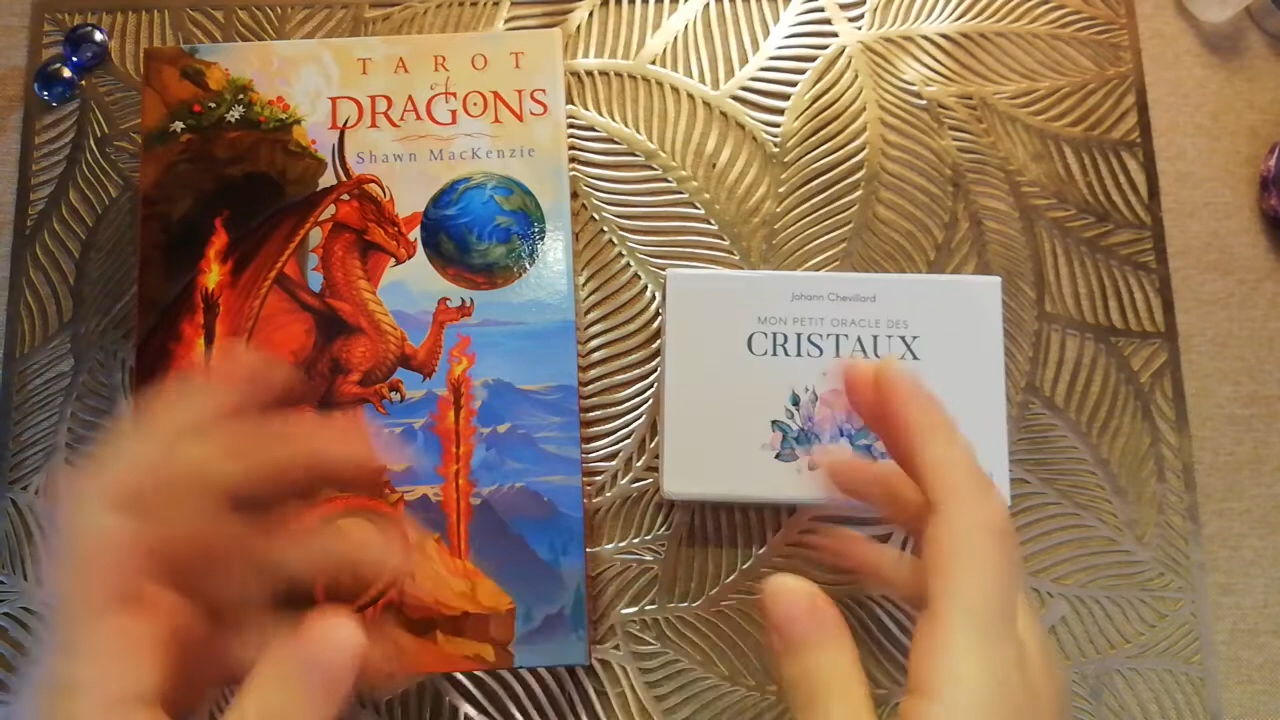 TAROT
of
DRAGONS
Shawn MacKenzie
Johann Chevillard
MON PETIT ORACLE DES
CRISTAUX